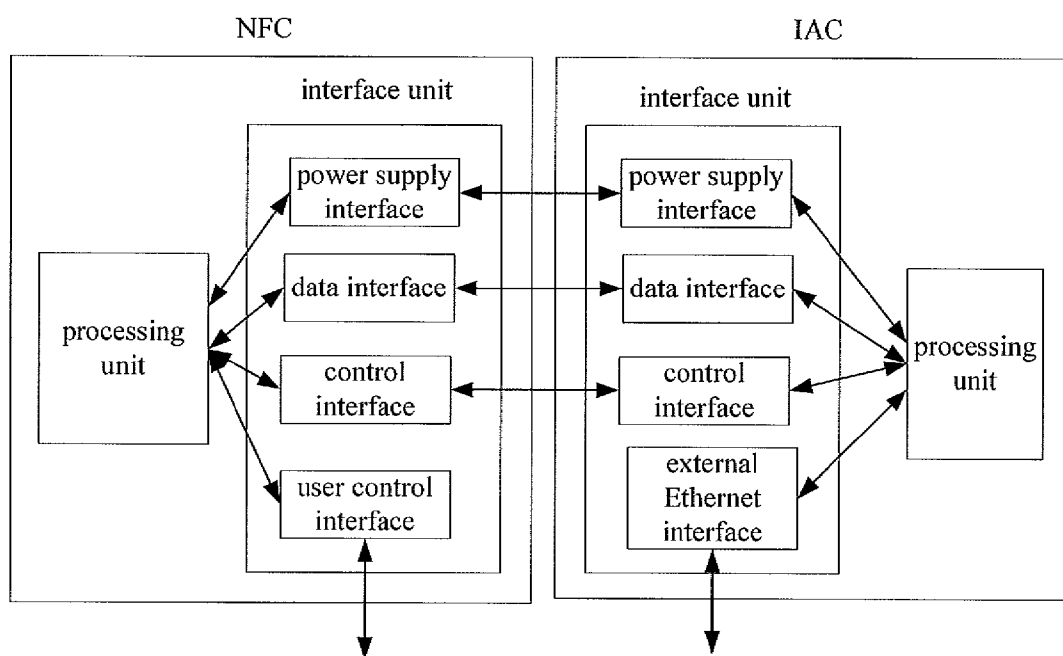 NFC
interface unit
power supply
interface
data interface
control
interface
user control
interface
processing
unit
IAC
interface unit
power supply
interface
data interface
control
interface
external
Ethernet
interface
processing
unit